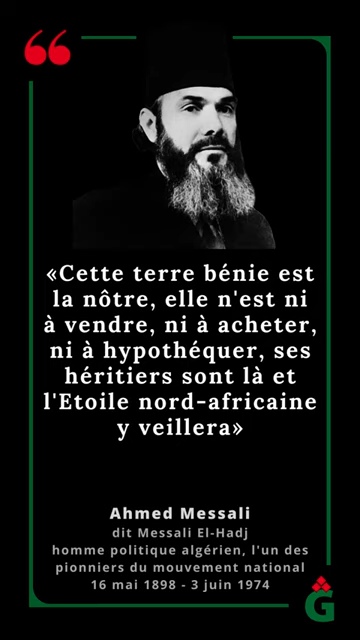 «Cette terre bénie est
la nôtre, elle n'est ni
à vendre, ni à acheter,
ni à hypothéquer, ses
héritiers sont là et
l'Etoile nord-africaine
y veillera»
Ahmed Messali
dit Messali El-Hadj
homme politique algérien, l'un des
pionniers du mouvement national
16 mai 1898 - 3 juin 1974
G